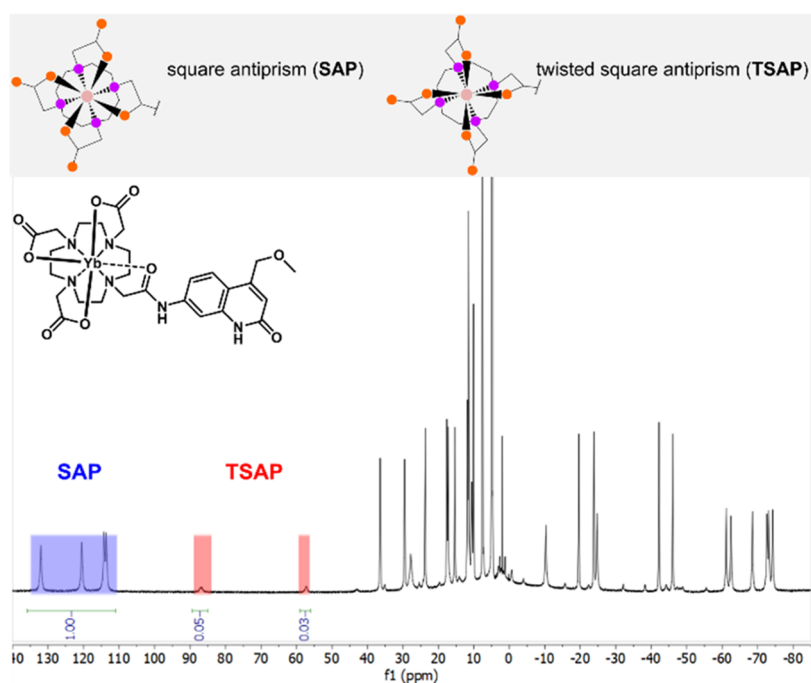 square antiprism (SAP)
twisted square antiprism (TSAP)
O
O
O
O
N
N
Yb
O
N
N
O
O
O
N
H
N
H
O
SAP
TSAP
1.00
0.05
0.03
40 130 120 110 100 90 80 70 60 50 40 30 20 10 0 -10 -20 -30 -40 -50 -60 -70 -80
f1 (ppm)